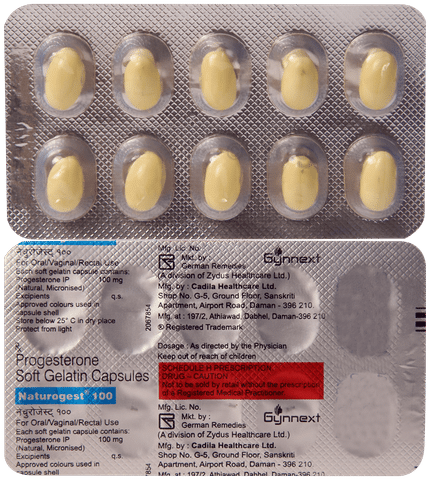 नेचुरोजेस्ट् १००
For Oral/Vaginal/Rectal Use
Each soft gelatin capsule contains:
Progesterone IP 100 mg
(Natural, Micronised)
Excipients q.s.
Approved colours used in
capsule shell
Store below 25° C in dry place
Protect from light
Progesterone
Soft Gelatin Capsules
Naturogest® 100
नेचुरोजेस्ट् १००
For Oral/Vaginal/Rectal Use
Each soft gelatin capsule contains:
Progesterone IP 100 mg
(Natural, Micronised)
Excipients q.s.
Approved colours used in
capsule shell
2067854
2067854
Mfg. Lic. No.
Mkt. by :
German Remedies
Gynnext
(A division of Zydus Healthcare Ltd.)
Mfg. by : Cadila Healthcare Ltd.
Shop No. G-5, Ground Floor, Sanskriti
Apartment, Airport Road, Daman - 396 210.
Mfg. at : 197/2, Athiawad, Dabhel, Daman-396 210
® Registered Trademark
Dosage : As directed by the Physician
Keep out of reach of children
SCHEDULE H PRESCRIPTION
DRUG – CAUTION
Not to be sold by retail without the prescription
of a Registered Medical Practitioner.
Mfg. Lic. No.
Mkt. by :
German Remedies
Gynnext
(A division of Zydus Healthcare Ltd.)
Mfg. by : Cadila Healthcare Ltd.
Shop No. G-5, Ground Floor, Sanskriti
Apartment, Airport Road, Daman - 396 210
Mfg. at : 197/2, Athiawad, Dabhel, Daman-396 210